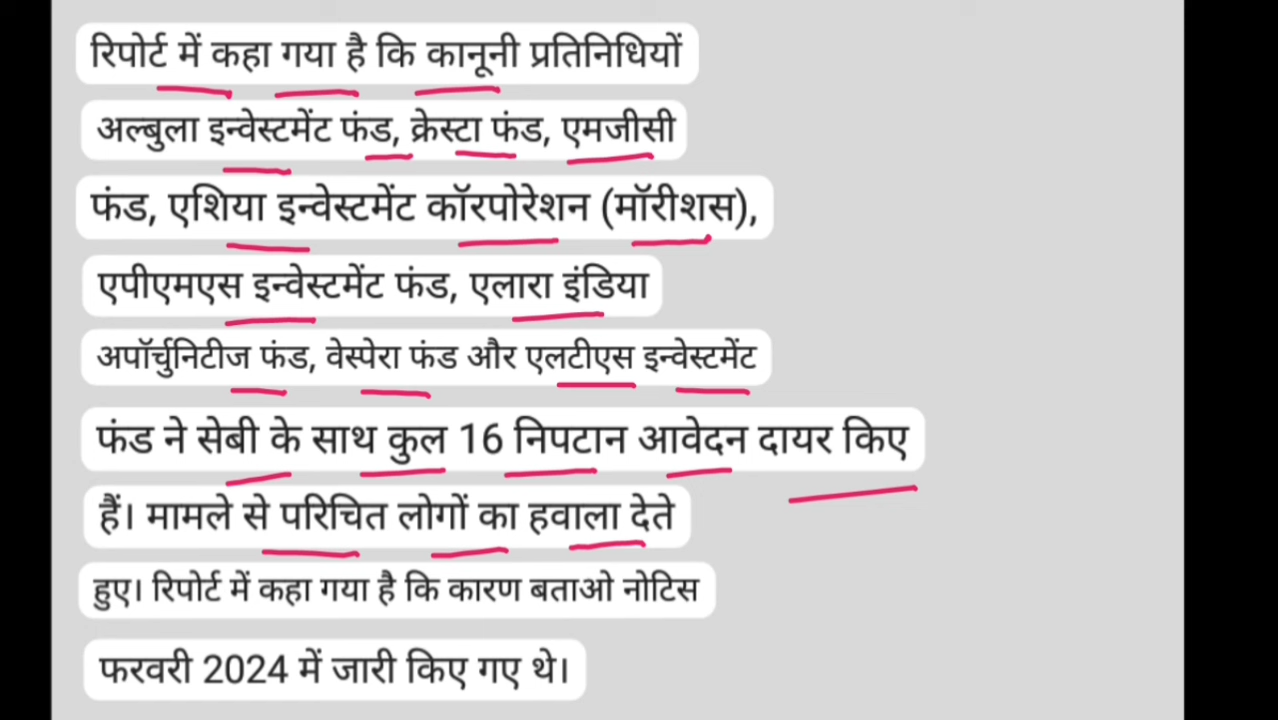 रिपोर्ट में कहा गया है कि कानूनी प्रतिनिधियों
अल्बुला इन्वेस्टमेंट फंड, क्रेस्टा फंड, एमजीसी
फंड, एशिया इन्वेस्टमेंट कॉरपोरेशन (मॉरीशस),
एपीएमएस इन्वेस्टमेंट फंड, एलारा इंडिया
अपॉर्चुनिटीज फंड, वेस्पेरा फंड और एलटीएस इन्वेस्टमेंट
फंड ने सेबी के साथ कुल 16 निपटान आवेदन दायर किए
हैं। मामले से परिचित लोगों का हवाला देते
हुए। रिपोर्ट में कहा गया है कि कारण बताओ नोटिस
फरवरी 2024 में जारी किए गए थे।